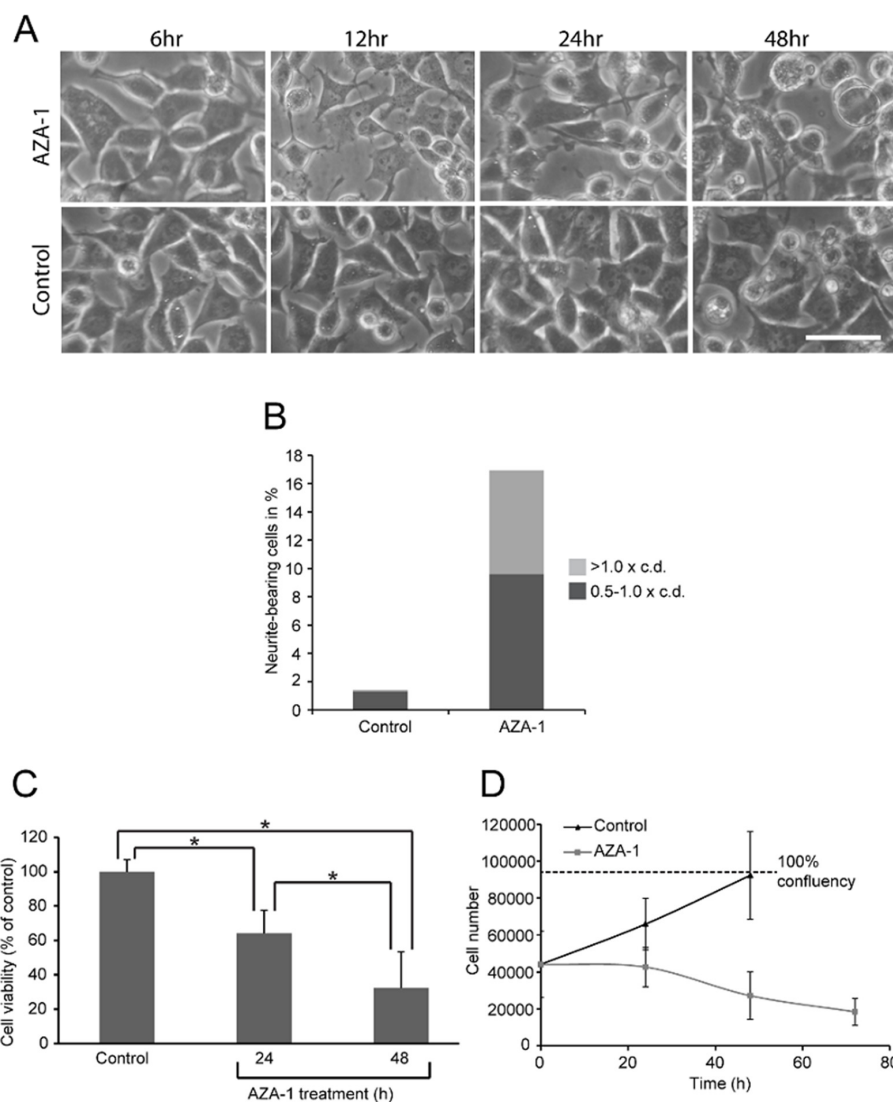 A
6hr 12hr 24hr 48hr
AZA-1
Control
B
Neurite-bearing cells in %
18
16
14
12
10
8
6
4
2
0
Control AZA-1
>1.0 x c.d.
0.5-1.0 x c.d.
C
Cell viability (% of control)
120
100
80
60
40
20
0
* * *
Control 24 48
AZA-1 treatment (h)
D
Cell number
120000
100000
80000
60000
40000
20000
0
Control
AZA-1
100%
confluency
0 20 40 60 80
Time (h)